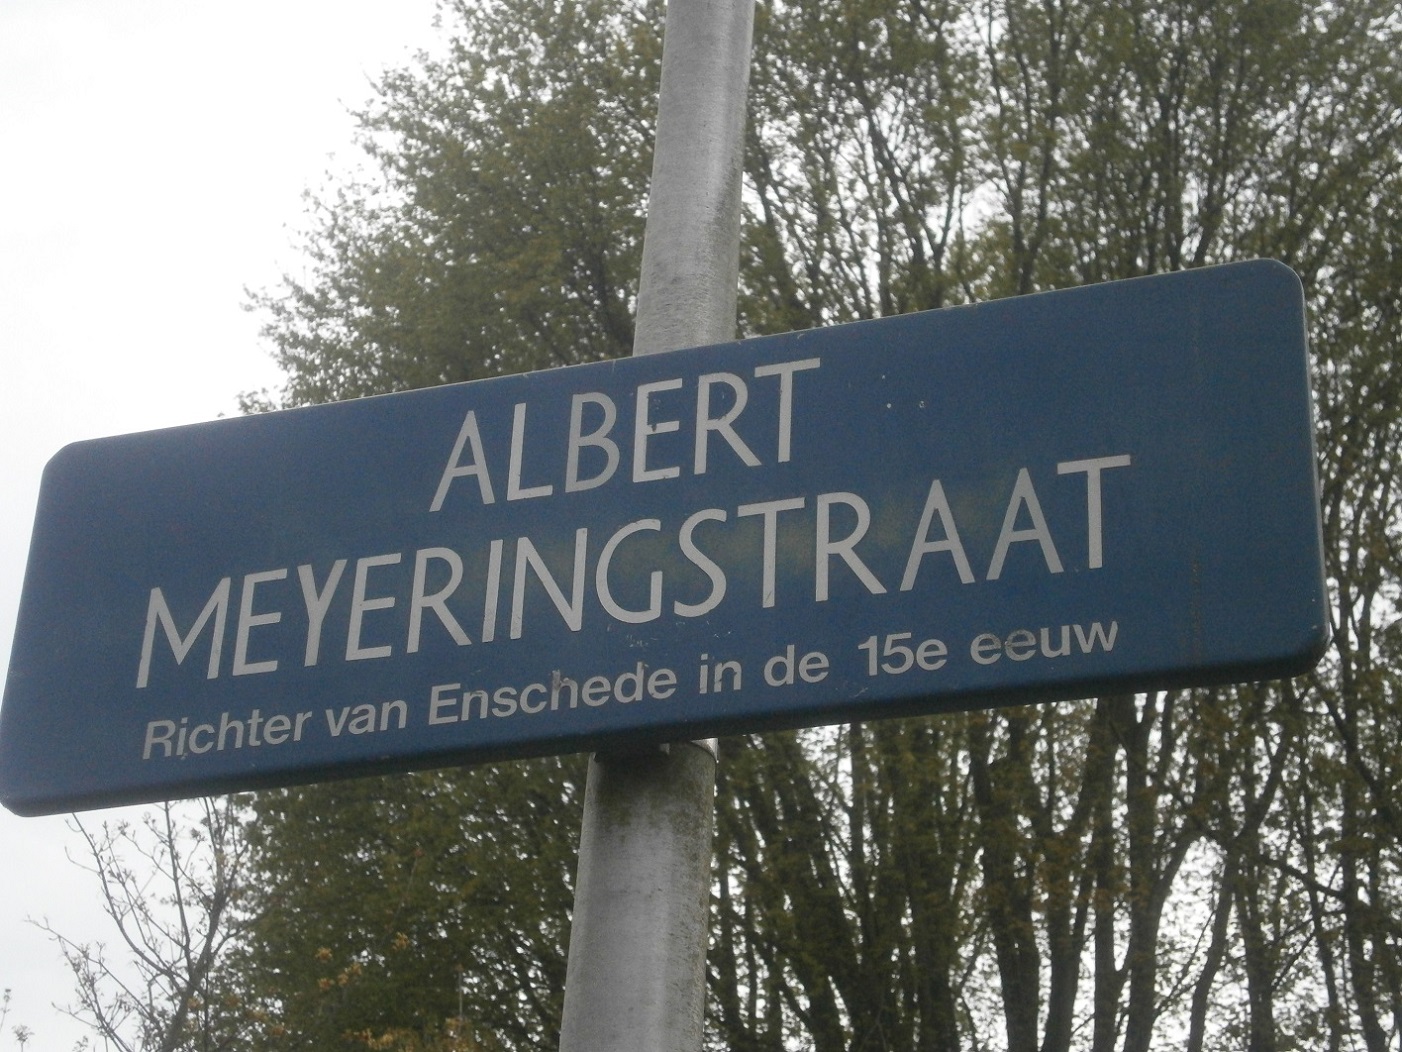 ALBERT
MEYERINGSTRAAT
Richter van Enschede in de 15e eeuw